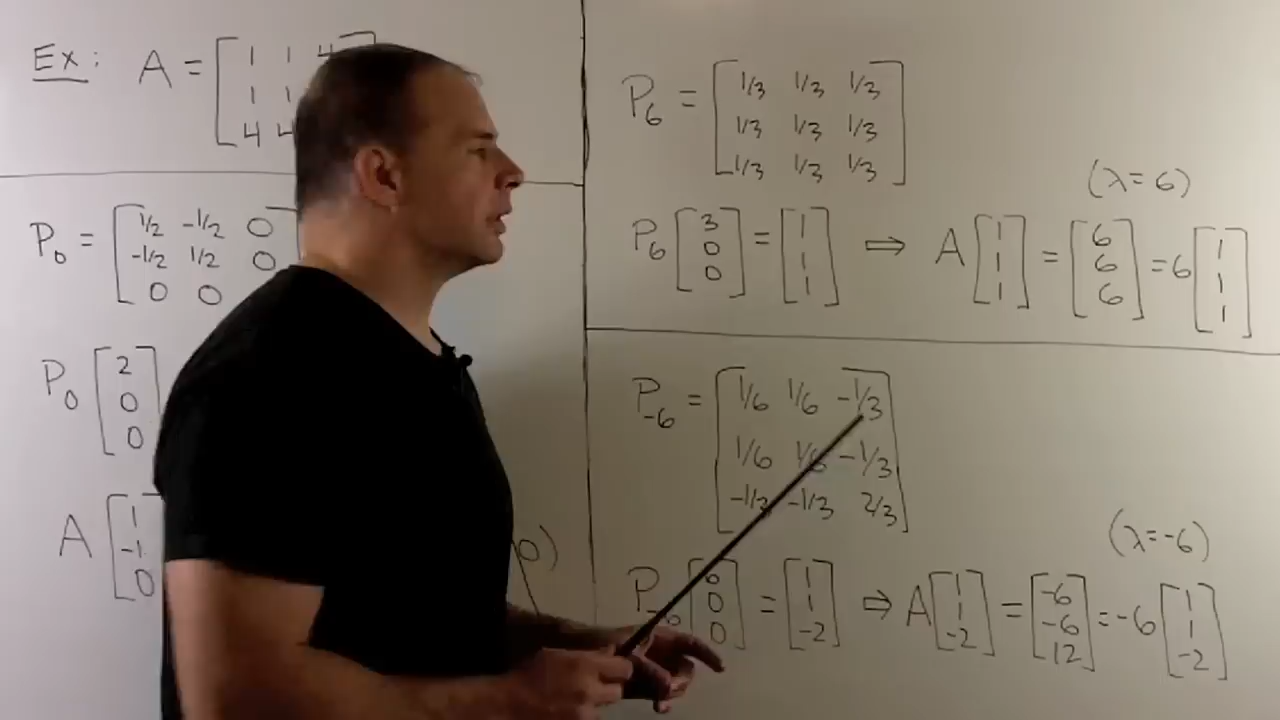 Ex: A = [ 1 1 4
1 1
4 4
P₀ = [ 1/2 -1/2 0
-1/2 1/2 0
0 0
P₀ [ 2
0
0 ]
A [ 1
-1
0
0)
P₆ = [ 1/3 1/3 1/3
1/3 1/3 1/3
1/3 1/3 1/3 ]
(λ=6)
P₆ [ 3 0 0 ] = [ 1 1 1 ] ⇒ A [ 1 1 1 ] = [ 6 6 6 ] = 6 [ 1 1 1 ]
P₋₆ = [ 1/6 1/6 -1/3
1/6 1/6 -1/3
-1/3 -1/3 2/3 ]
(λ=-6)
P₋₆ [ 6 0 0 ] = [ 1 1 -2 ] ⇒ A [ 1 1 -2 ] = [ -6 -6 12 ] = -6 [ 1 1 -2 ]